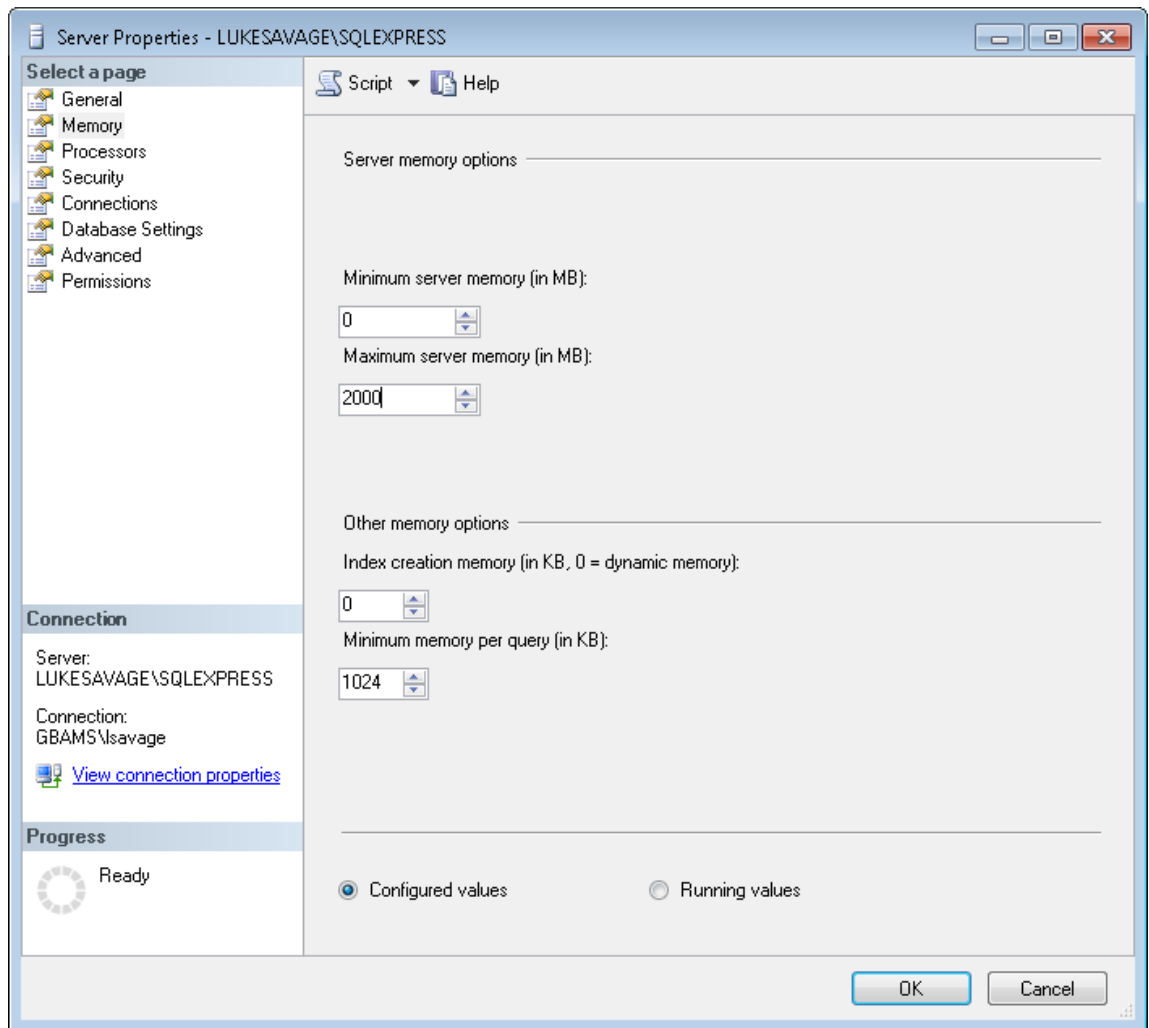 Server Properties - LUKESAVAGE\SQLEXPRESS
Select a page
General
Memory
Processors
Security
Connections
Database Settings
Advanced
Permissions
Script
Help
Server memory options
Minimum server memory (in MB):
0
Maximum server memory (in MB):
2000
Other memory options
Index creation memory (in KB, 0 = dynamic memory):
0
Minimum memory per query (in KB):
1024
Connection
Server:
LUKESAVAGE\SQLEXPRESS
Connection:
GBAMS\lsavage
View connection properties
Progress
Ready
Configured values
Running values
OK
Cancel